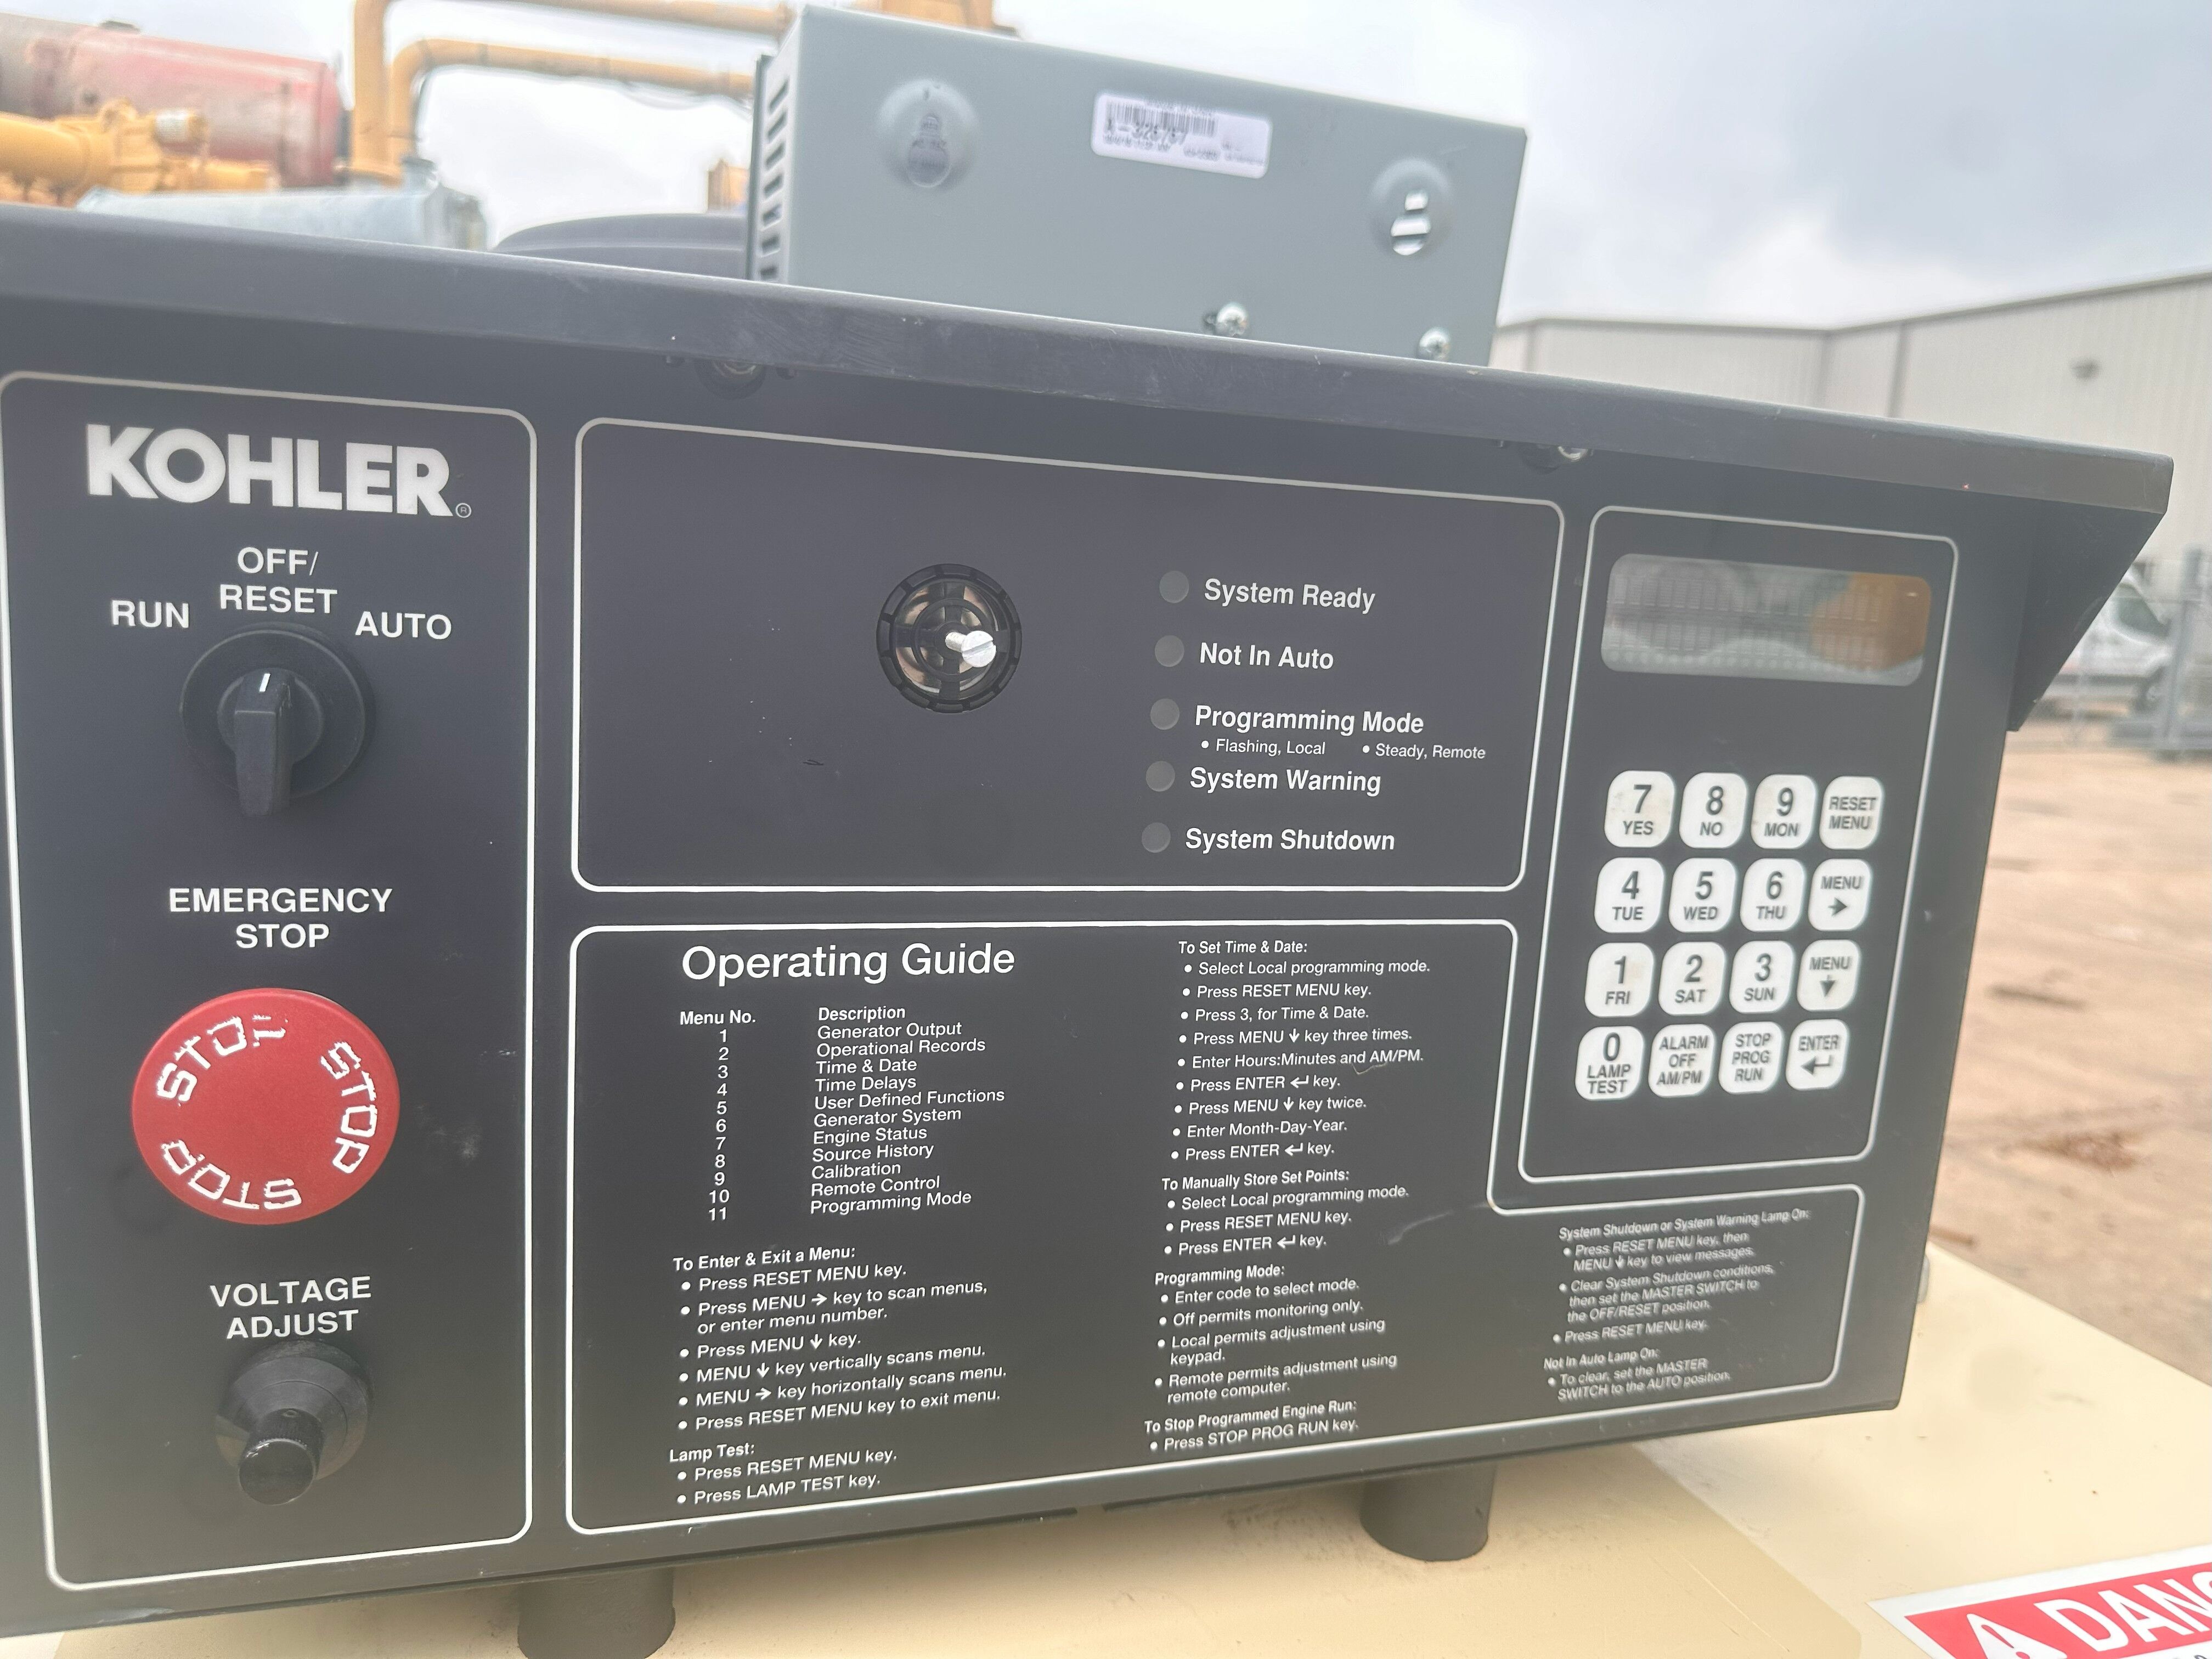 KOHLER®
OFF/
RESET
RUN
AUTO
EMERGENCY
STOP
STOP
STOP
STOP
VOLTAGE
ADJUST
System Ready
Not In Auto
Programming Mode
• Flashing, Local • Steady, Remote
System Warning
System Shutdown
Operating Guide
Menu No. Description
1 Generator Output
2 Operational Records
3 Time & Date
4 Time Delays
5 User Defined Functions
6 Generator System
7 Engine Status
8 Source History
9 Calibration
10 Remote Control
11 Programming Mode
To Enter & Exit a Menu:
• Press RESET MENU key.
• Press MENU → key to scan menus,
or enter menu number.
• Press MENU ↓ key.
• MENU ↓ key vertically scans menu.
• MENU → key horizontally scans menu.
• Press RESET MENU key to exit menu.
Lamp Test:
• Press RESET MENU key.
• Press LAMP TEST key.
To Set Time & Date:
• Select Local programming mode.
• Press RESET MENU key.
• Press 3, for Time & Date.
• Press MENU ↓ key three times.
• Enter Hours:Minutes and AM/PM.
• Press ENTER ↵ key.
• Press MENU ↓ key twice.
• Enter Month-Day-Year.
• Press ENTER ↵ key.
To Manually Store Set Points:
• Select Local programming mode.
• Press RESET MENU key.
• Press ENTER ↵ key.
Programming Mode:
• Enter code to select mode.
• Off permits monitoring only.
• Local permits adjustment using
keypad.
• Remote permits adjustment using
remote computer.
To Stop Programmed Engine Run:
• Press STOP PROG RUN key.
7 8 9 RESET
YES NO MON MENU
4 5 6 MENU
TUE WED THU →
1 2 3 MENU
FRI SAT SUN ↓
0 ALARM STOP ENTER
LAMP OFF PROG ↵
TEST AM/PM RUN
System Shutdown or System Warning Lamp On:
• Press RESET MENU key, then
MENU ↓ key to view messages.
• Clear System Shutdown conditions,
then set the MASTER SWITCH to
the OFF/RESET position.
• Press RESET MENU key.
Not In Auto Lamp On:
• To clear, set the MASTER
SWITCH to the AUTO position.